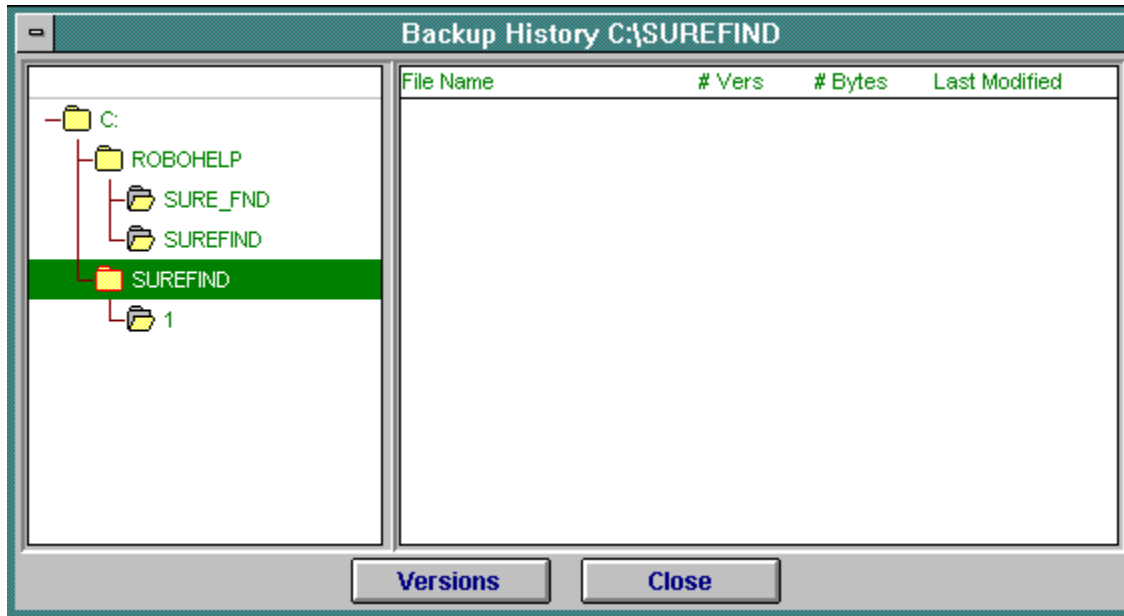 Backup History C:\SUREFIND
File Name # Vers # Bytes Last Modified
C:
ROBOHELP
SURE_FND
SUREFIND
SUREFIND
1
Versions Close